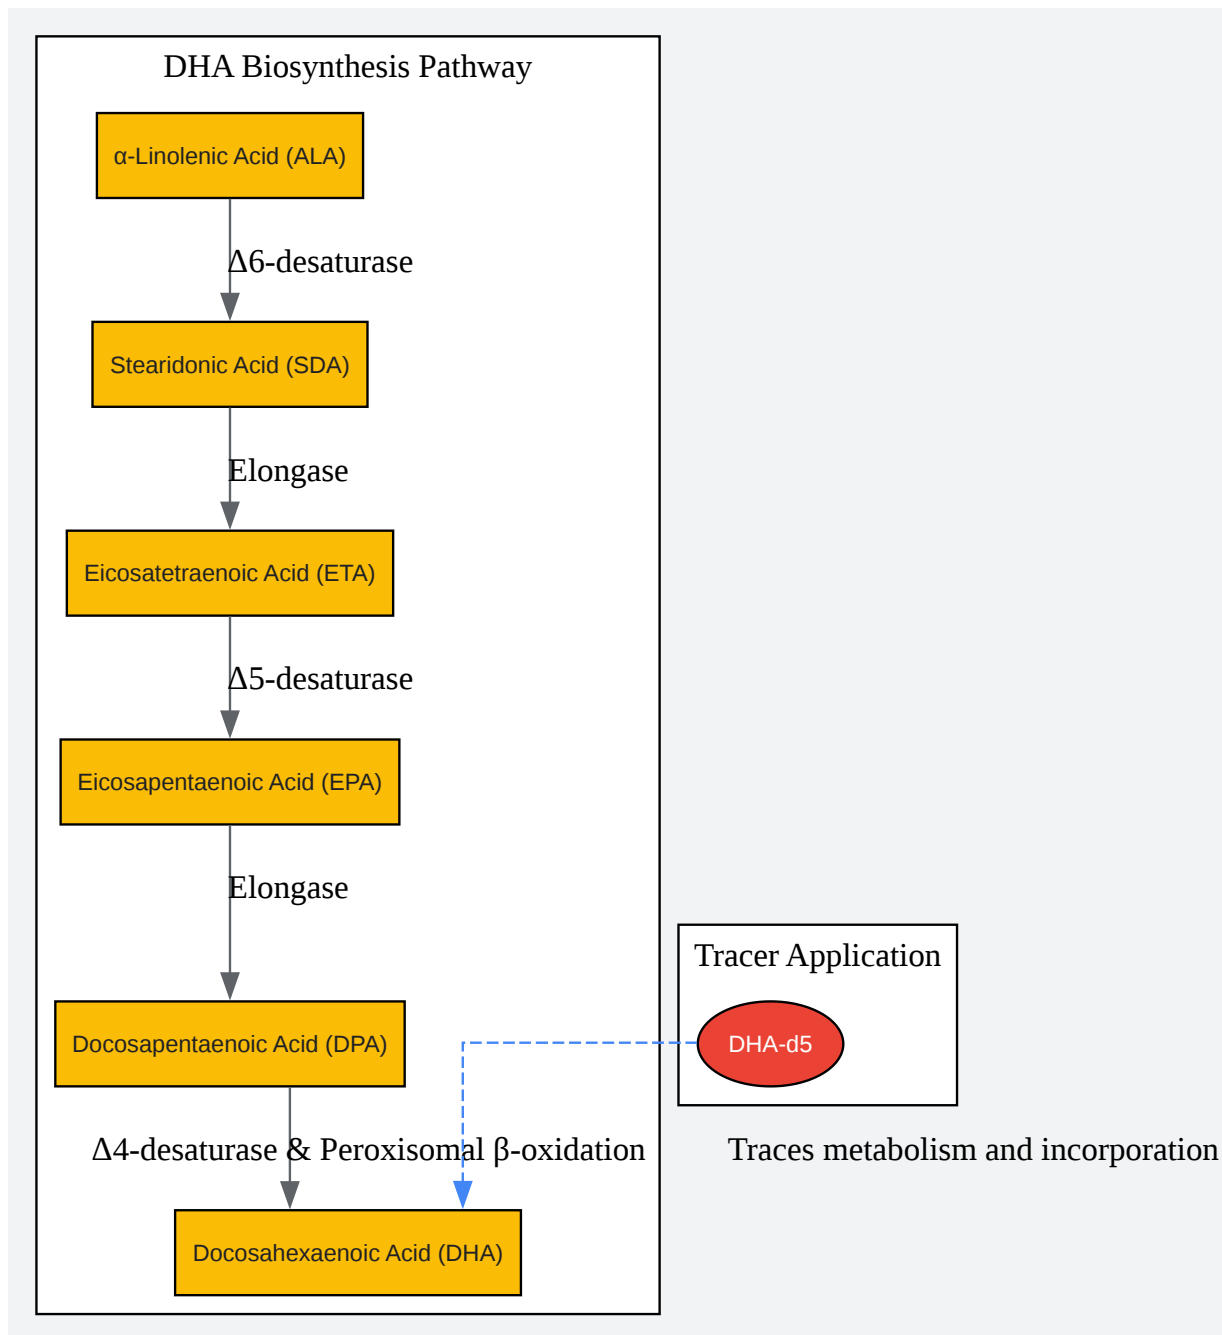 DHA Biosynthesis Pathway
α-Linolenic Acid (ALA)
Δ6-desaturase
Stearidonic Acid (SDA)
Elongase
Eicosatetraenoic Acid (ETA)
Δ5-desaturase
Eicosapentaenoic Acid (EPA)
Elongase
Tracer Application
Docosapentaenoic Acid (DPA)
DHA-d5
Δ4-desaturase & Peroxisomal β-oxidation
Traces metabolism and incorporation
Docosahexaenoic Acid (DHA)